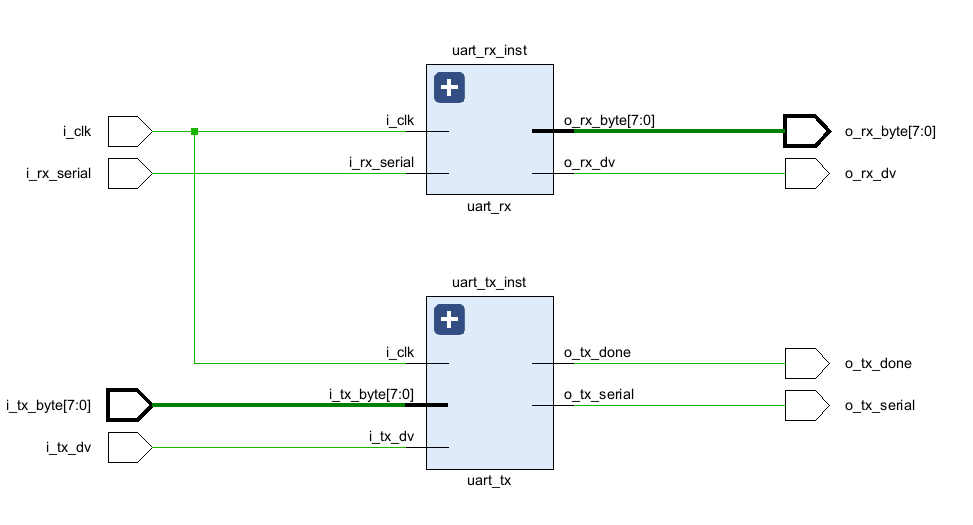 uart_rx_inst
i_clk
i_clk
o_rx_byte[7:0]
o_rx_byte[7:0]
i_rx_serial
i_rx_serial
o_rx_dv
o_rx_dv
uart_rx
uart_tx_inst
i_clk
o_tx_done
o_tx_done
i_tx_byte[7:0]
i_tx_byte[7:0]
o_tx_serial
o_tx_serial
i_tx_dv
i_tx_dv
uart_tx